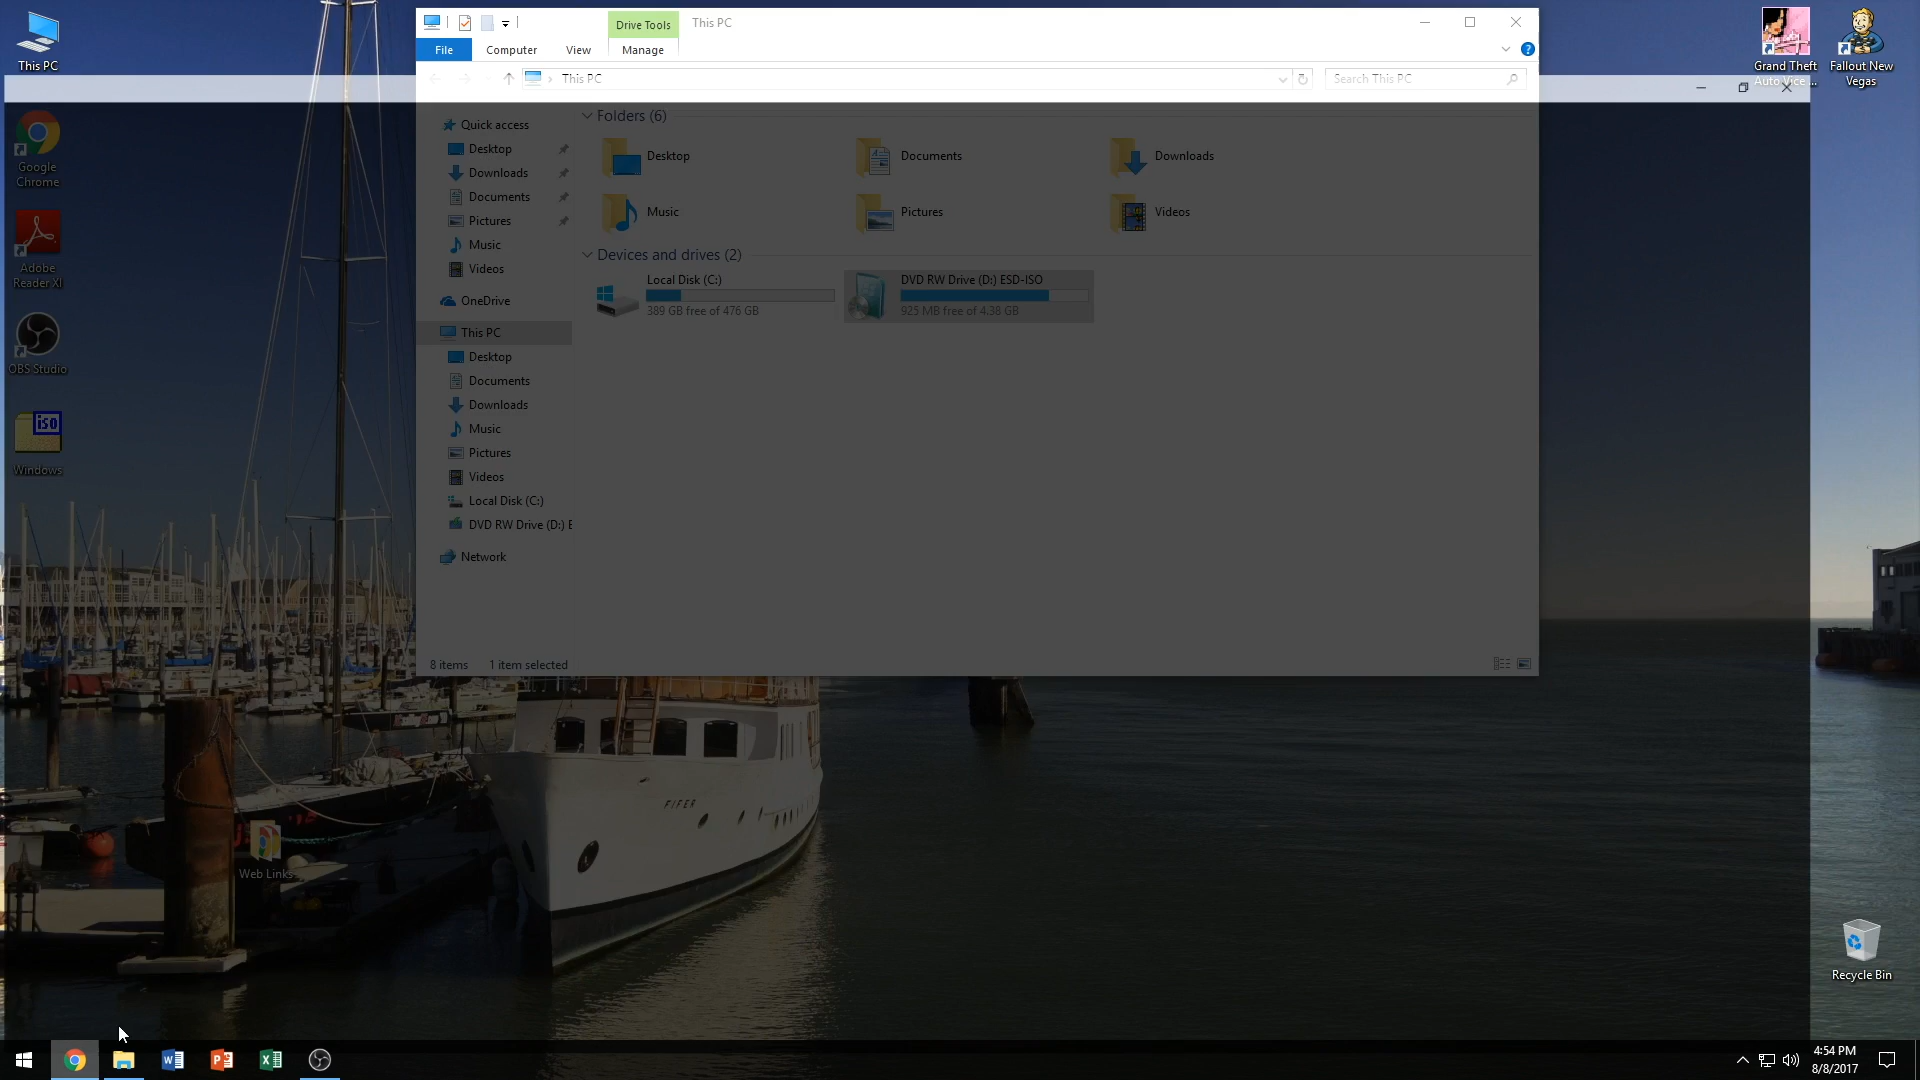 This PC
Drive Tools
This PC
File
Computer
View
Manage
This PC
Search This PC
Grand Theft
Auto Vice ...
Fallout New
Vegas
Google
Chrome
Adobe
Reader XI
OBS Studio
iso
Windows
Web Links
Quick access
Desktop
Downloads
Documents
Pictures
Music
Videos
OneDrive
This PC
Desktop
Documents
Downloads
Music
Pictures
Videos
Local Disk (C:)
DVD RW Drive (D:) E
Network
Folders (6)
Desktop
Documents
Downloads
Music
Pictures
Videos
Devices and drives (2)
Local Disk (C:)
389 GB free of 476 GB
DVD RW Drive (D:) ESD-ISO
925 MB free of 4.38 GB
8 items
1 item selected
FIFER
Recycle Bin
4:54 PM
8/8/2017